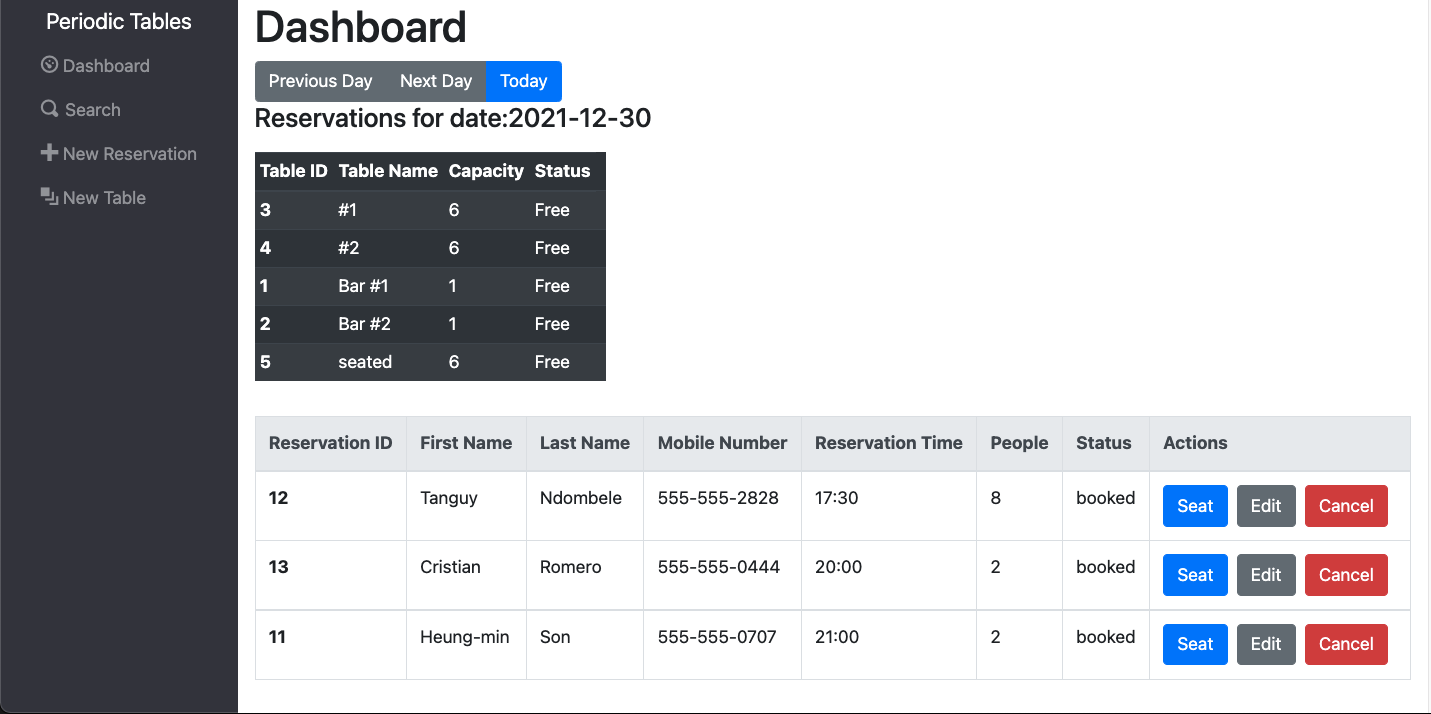 Periodic Tables
Dashboard
Search
New Reservation
New Table
Dashboard
Previous Day Next Day Today
Reservations for date:2021-12-30
Table ID Table Name Capacity Status
3 #1 6 Free
4 #2 6 Free
1 Bar #1 1 Free
2 Bar #2 1 Free
5 seated 6 Free
Reservation ID First Name Last Name Mobile Number Reservation Time People Status Actions
12 Tanguy Ndombele 555-555-2828 17:30 8 booked Seat Edit Cancel
13 Cristian Romero 555-555-0444 20:00 2 booked Seat Edit Cancel
11 Heung-min Son 555-555-0707 21:00 2 booked Seat Edit Cancel